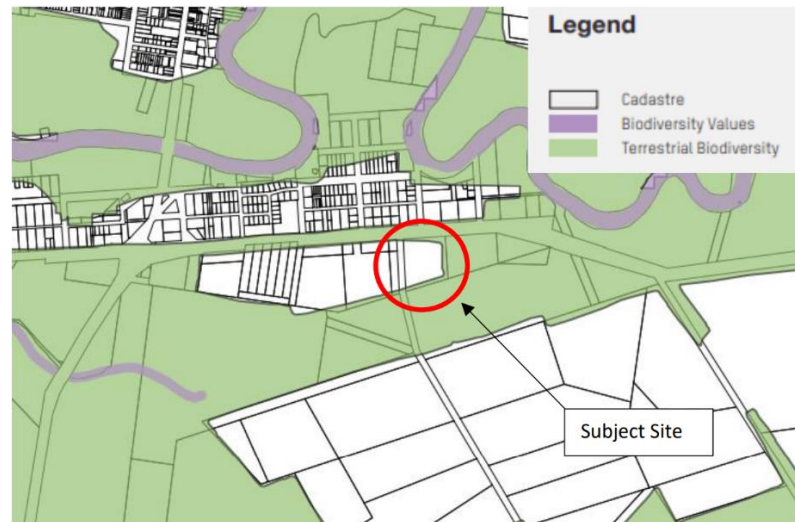 Legend
Cadastre
Biodiversity Values
Terrestrial Biodiversity
Subject Site